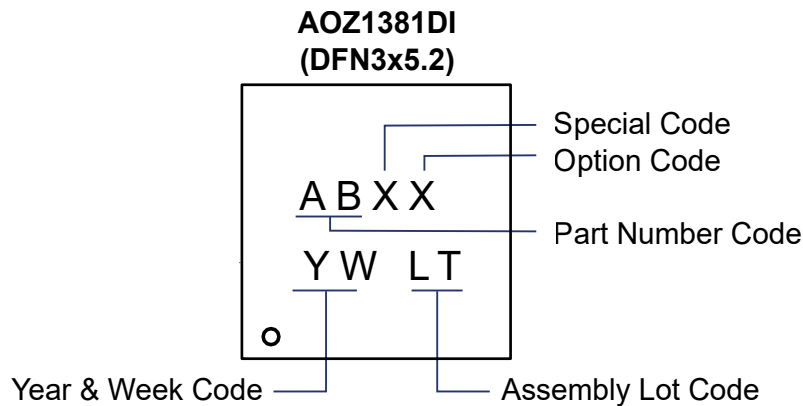 AOZ1381DI
(DFN3x5.2)
Special Code
Option Code
A B X X
Part Number Code
Y W L T
Year & Week Code
Assembly Lot Code